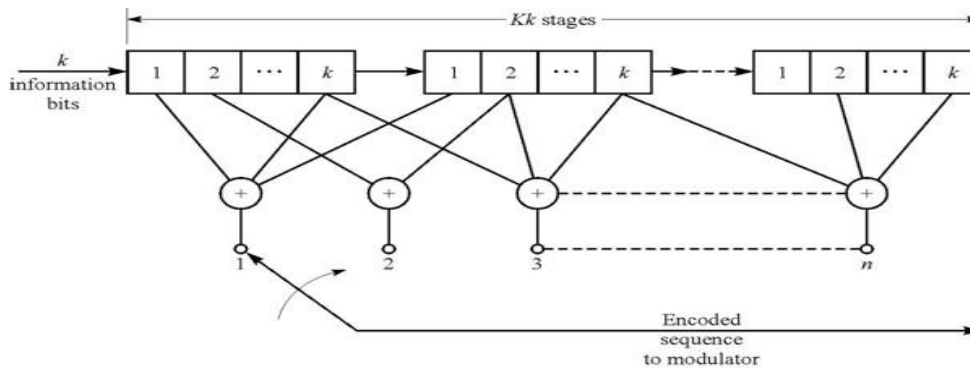 Kk stages
k
information
bits
1 2 ... k
1 2 ... k
1 2 ... k
+ + + +
1 2 3 n
Encoded
sequence
to modulator